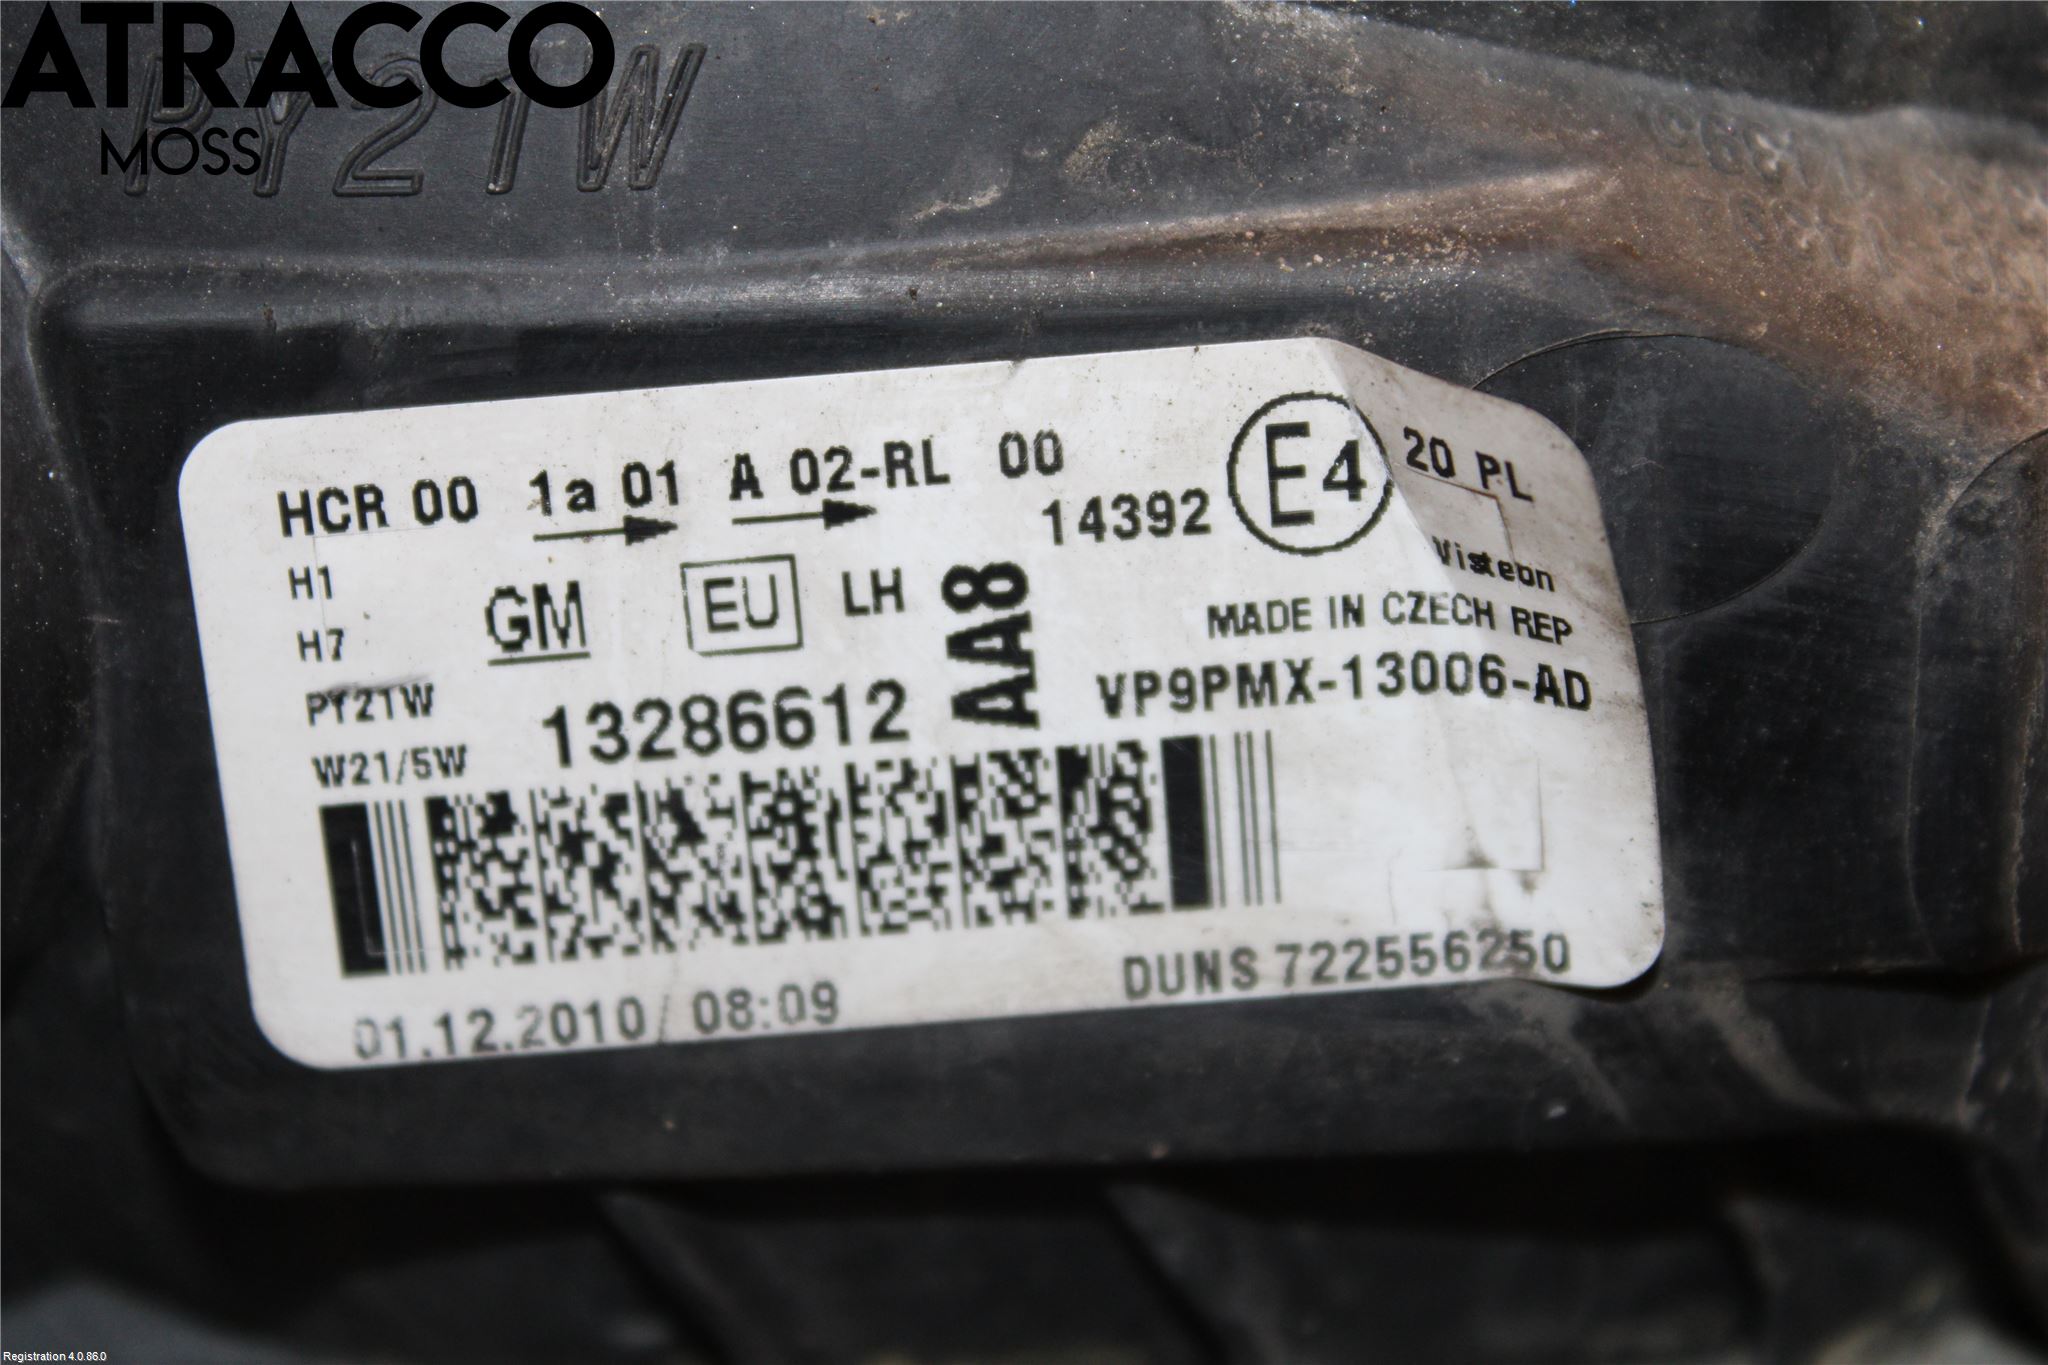 ATRACCO
MOSS
PY21W
HCR 00 1a 01 A 02-RL 00
14392
E4
20 PL
H1
H7
PY21W
W21/5W
GM
EU
LH
AA8
Visteon
MADE IN CZECH REP
13286612
VP9PMX-13006-AD
DUNS 722556250
01.12.2010 08:09
Registration 4.0.86.0